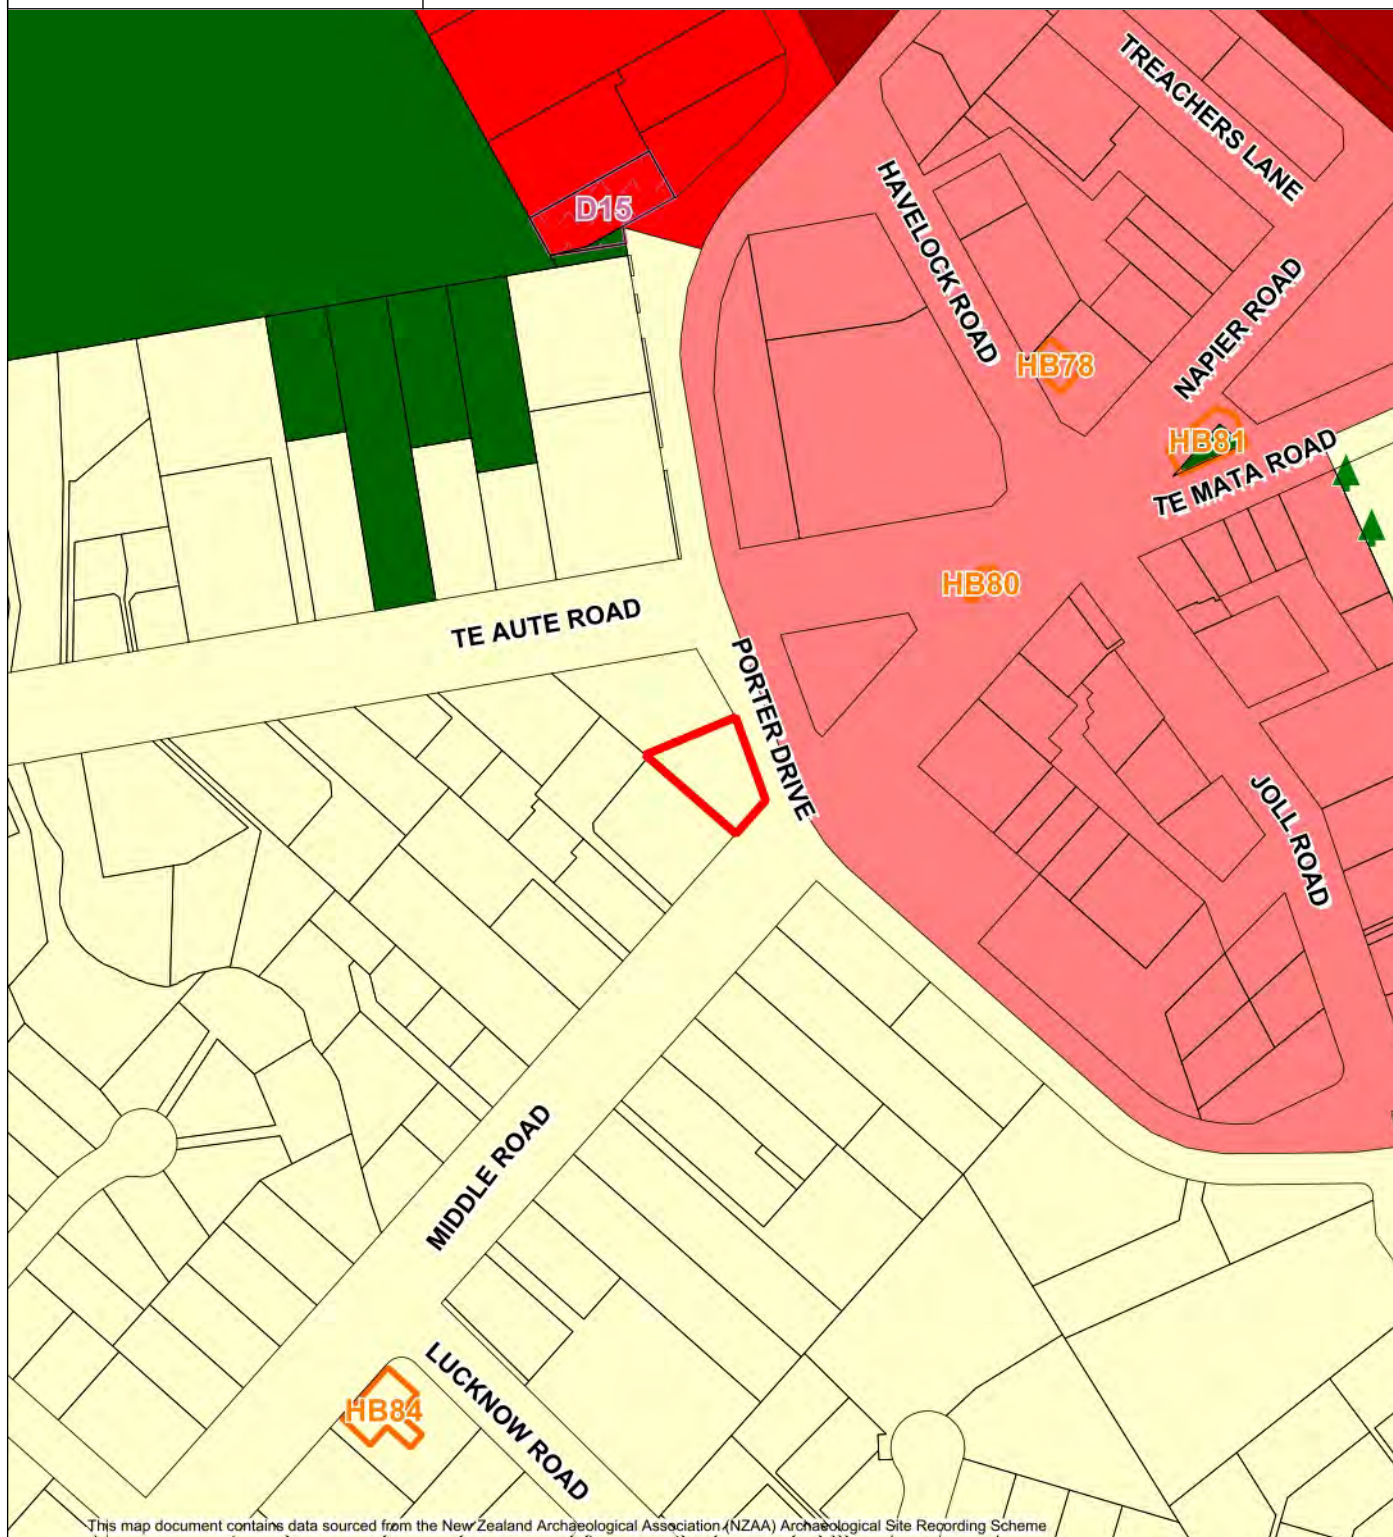 TREACHERS LANE
D15
HAVELOCK ROAD
NAPIER ROAD
HB78
HB81
TE MATA ROAD
HB80
TE AUTE ROAD
PORTER DRIVE
JOLL ROAD
MIDDLE ROAD
LUCKNOW ROAD
HB84
This map document contains data sourced from the New Zealand Archaeological Association (NZAA) Archaeological Site Recording Scheme